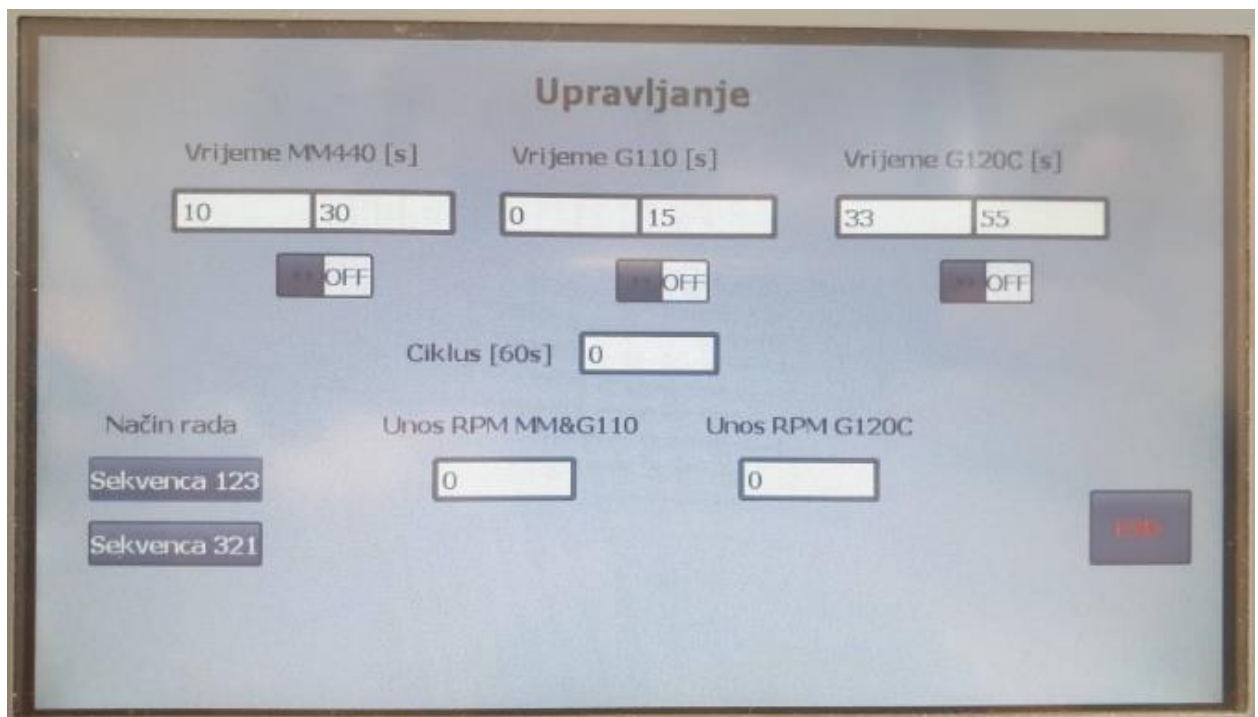 Upravljanje
Vrijeme MM440 [s] Vrijeme G110 [s] Vrijeme G120C [s]
10 30 0 15 33 55
OFF OFF OFF
Ciklus [60s] 0
Način rada Unos RPM MM&G110 Unos RPM G120C
Sekvenca 123 0 0
Sekvenca 321